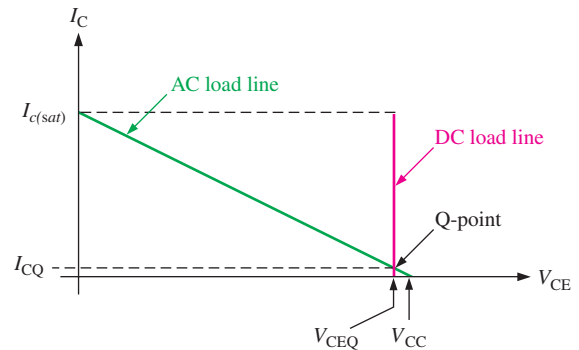 I_C
AC load line
I_c(sat)
DC load line
Q-point
I_CQ
V_CE
V_CEQ
V_CC